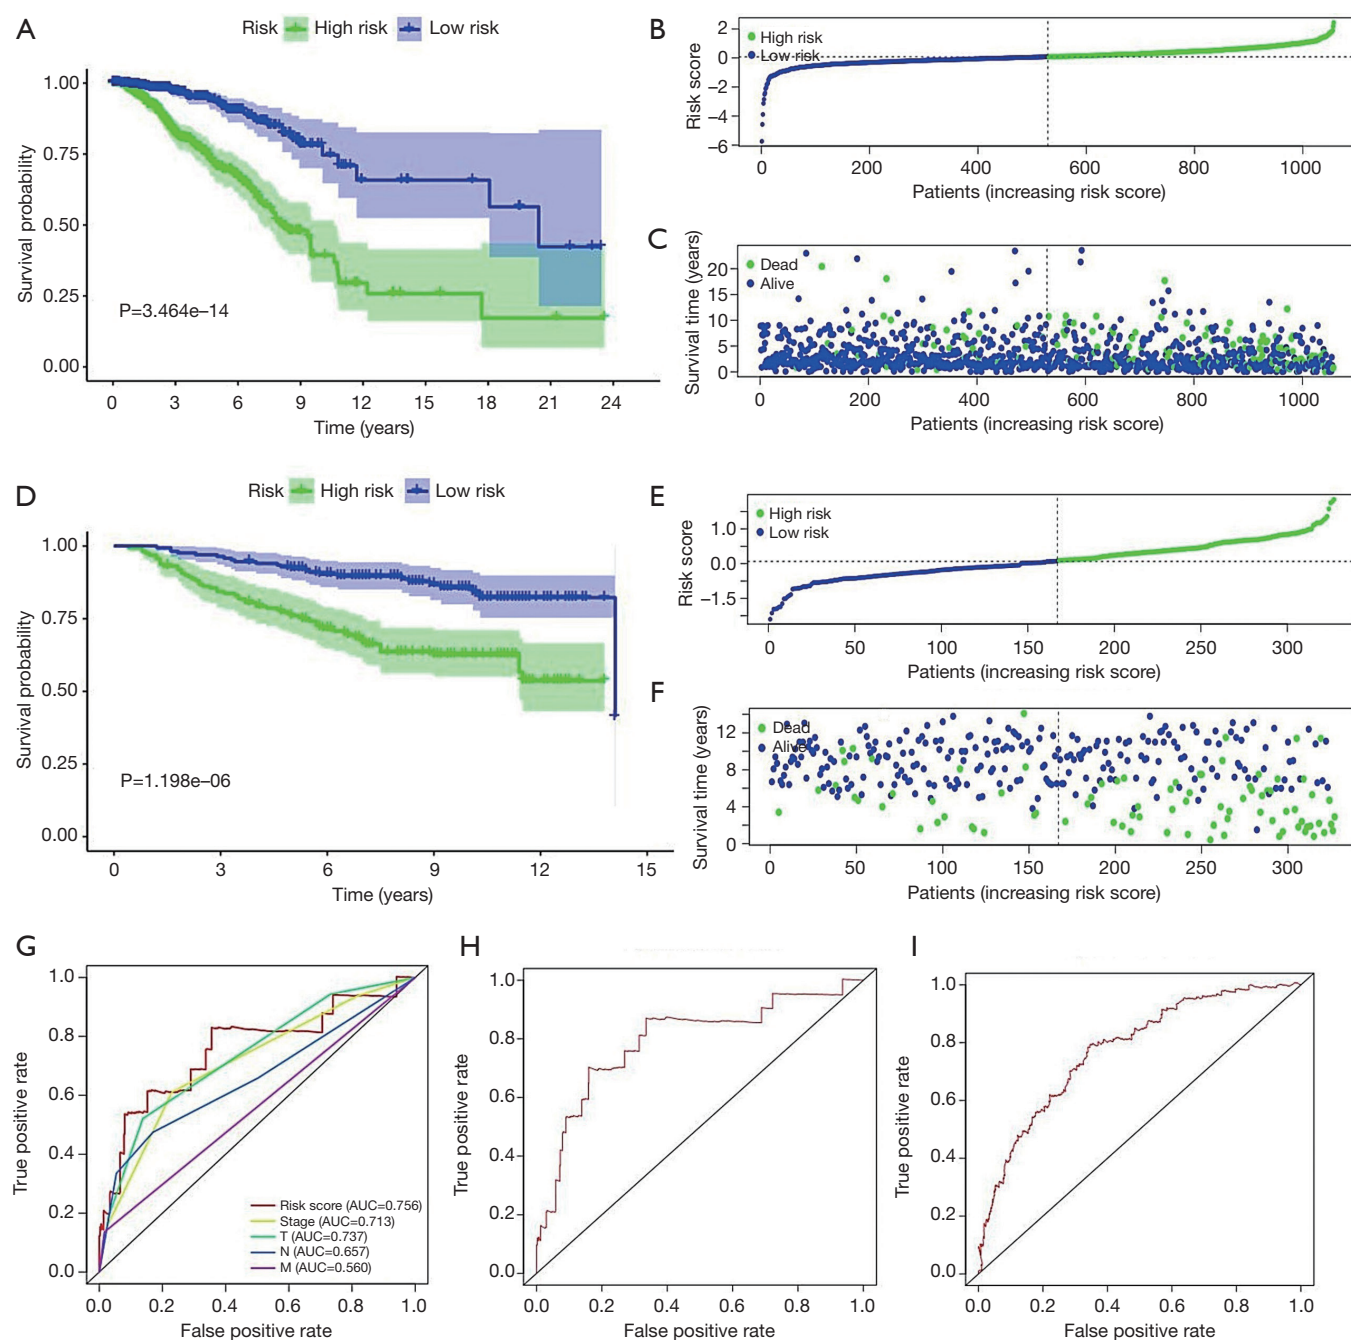 A
Risk High risk Low risk
Survival probability
1.00
0.75
0.50
0.25
0.00
P=3.464e–14
0 3 6 9 12 15 18 21 24
Time (years)
B
Risk score
2
0
−2
−4
−6
High risk
Low risk
0 200 400 600 800 1000
Patients (increasing risk score)
C
Survival time (years)
20
15
10
5
0
Dead
Alive
0 200 400 600 800 1000
Patients (increasing risk score)
D
Risk High risk Low risk
Survival probability
1.00
0.75
0.50
0.25
0.00
P=1.198e–06
0 3 6 9 12 15
Time (years)
E
Risk score
1.0
0.0
−1.5
High risk
Low risk
0 50 100 150 200 250 300
Patients (increasing risk score)
F
Survival time (years)
12
8
4
0
Dead
Alive
0 50 100 150 200 250 300
Patients (increasing risk score)
G
True positive rate
1.0
0.8
0.6
0.4
0.2
0.0
Risk score (AUC=0.756)
Stage (AUC=0.713)
T (AUC=0.737)
N (AUC=0.657)
M (AUC=0.560)
0.0 0.2 0.4 0.6 0.8 1.0
False positive rate
H
True positive rate
1.0
0.8
0.6
0.4
0.2
0.0
0.0 0.2 0.4 0.6 0.8 1.0
False positive rate
I
True positive rate
1.0
0.8
0.6
0.4
0.2
0.0
0.0 0.2 0.4 0.6 0.8 1.0
False positive rate